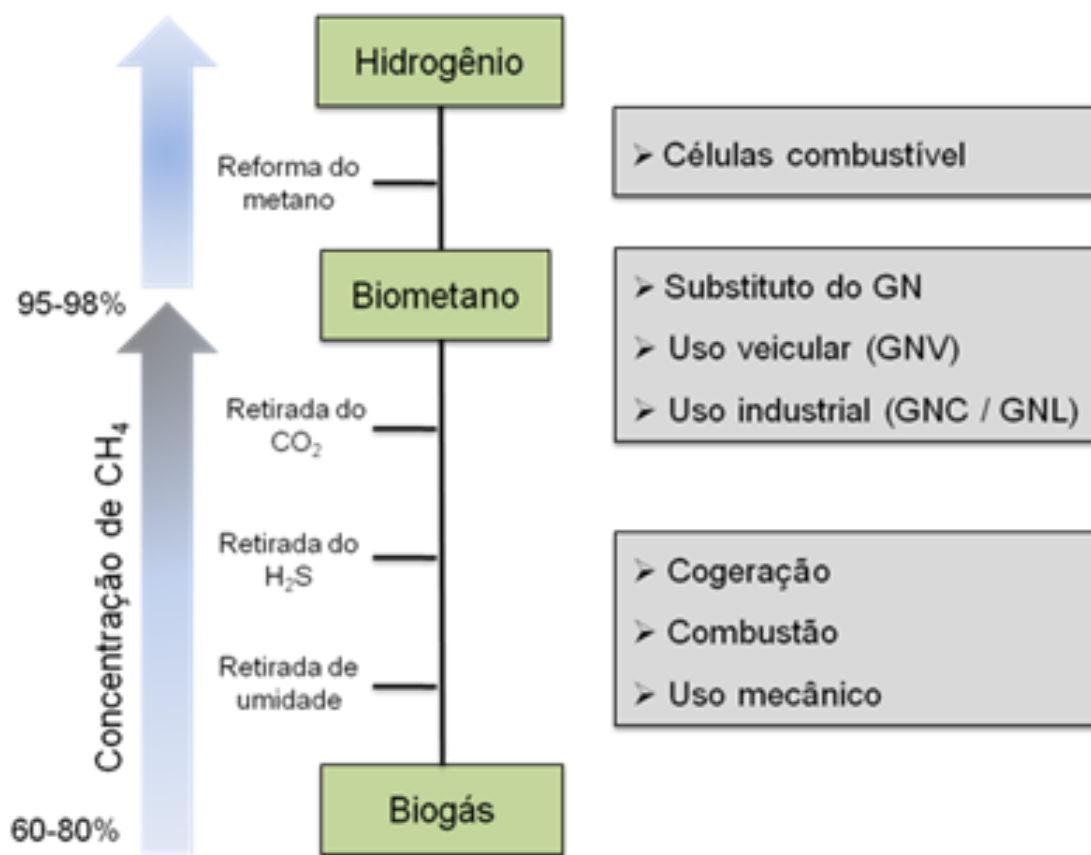 Hidrogênio
Reforma do
metano
➢ Células combustível
95-98%
Biometano
➢ Substituto do GN
➢ Uso veicular (GNV)
➢ Uso industrial (GNC / GNL)
Retirada do
CO₂
Concentração de CH₄
Retirada do
H₂S
➢ Cogeração
➢ Combustão
➢ Uso mecânico
Retirada de
umidade
Biogás
60-80%